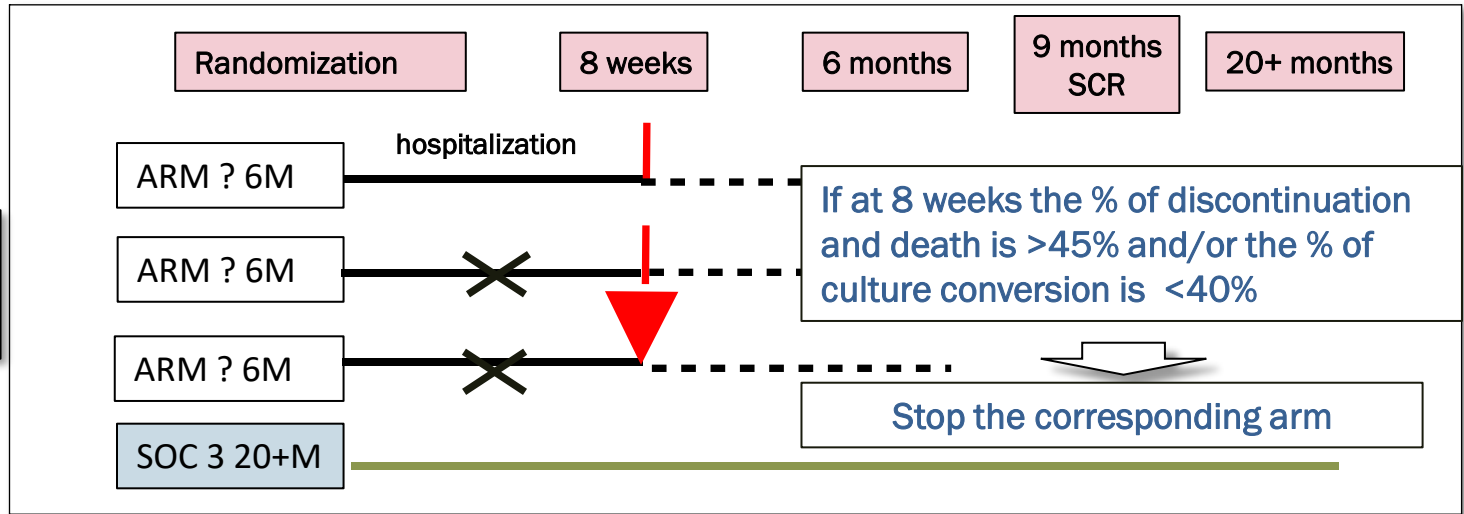 Randomization
8 weeks
6 months
9 months
SCR
20+ months
hospitalization
ARM ? 6M
ARM ? 6M
ARM ? 6M
SOC 3 20+M
If at 8 weeks the % of discontinuation
and death is >45% and/or the % of
culture conversion is <40%
Stop the corresponding arm